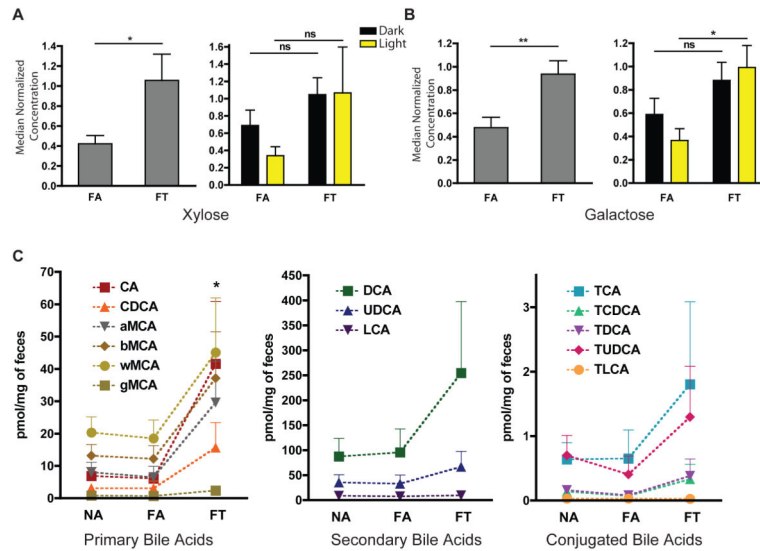 A
Median Normalized
Concentration
1.4
1.2
1.0
0.8
0.6
0.4
0.2
0.0
*
FA
FT
1.6
1.4
1.2
1.0
0.8
0.6
0.4
0.2
0.0
ns
ns
FA
FT
Xylose
Dark
Light
B
Median Normalized
Concentration
1.2
1.0
0.8
0.6
0.4
0.2
0.0
**
FA
FT
1.2
1.0
0.8
0.6
0.4
0.2
0.0
*
ns
FA
FT
Galactose
C
pmol/mg of feces
70
60
50
40
30
20
10
0
CA
CDCA
aMCA
bMCA
wMCA
gMCA
*
NA
FA
FT
Primary Bile Acids
pmol/mg of feces
450
400
350
300
250
200
150
100
50
0
DCA
UDCA
LCA
NA
FA
FT
Secondary Bile Acids
pmol/mg of feces
3
2
1
0
TCA
TCDCA
TDCA
TUDCA
TLCA
NA
FA
FT
Conjugated Bile Acids